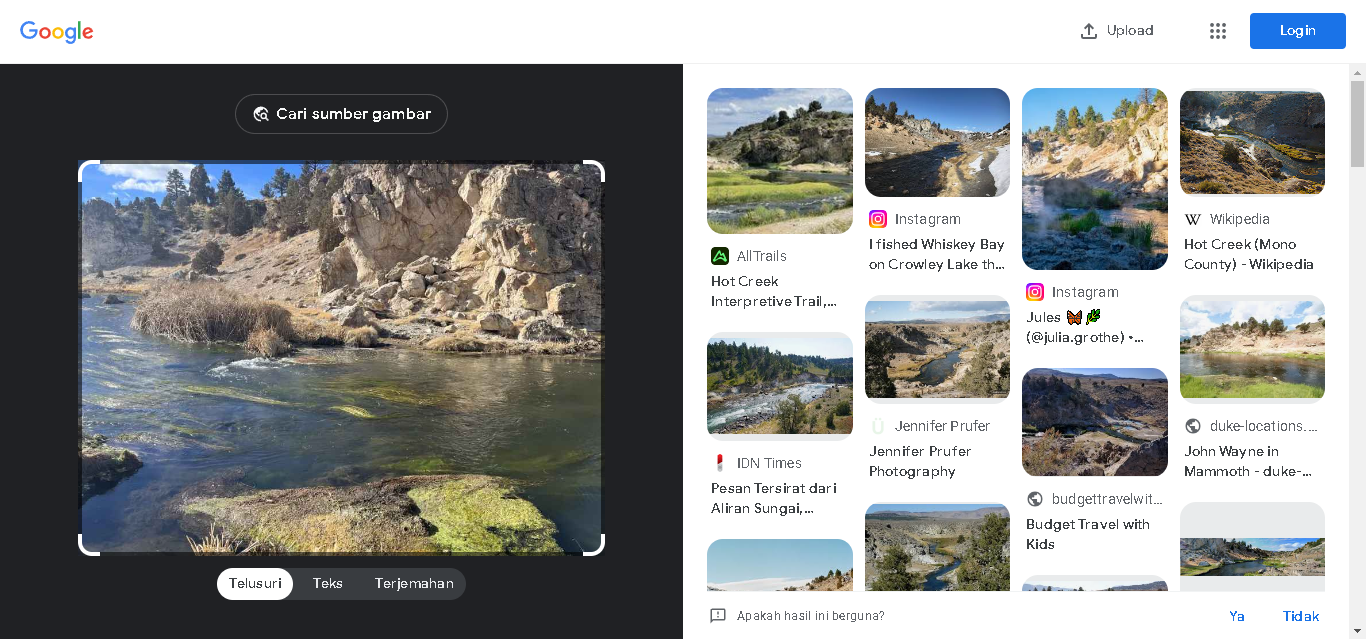 Google
Upload
Login
Cari sumber gambar
Telusuri
Teks
Terjemahan
AllTrails
Hot Creek
Interpretive Trail,...
IDN Times
Pesan Tersirat dari
Aliran Sungai,...
Instagram
I fished Whiskey Bay
on Crowley Lake th...
Jennifer Prufer
Jennifer Prufer
Photography
Instagram
Jules 🦋🌿
(@julia.grothe) •...
budgettravelwit...
Budget Travel with
Kids
W Wikipedia
Hot Creek (Mono
County) - Wikipedia
duke-locations....
John Wayne in
Mammoth - duke-...
Apakah hasil ini berguna?
Ya
Tidak